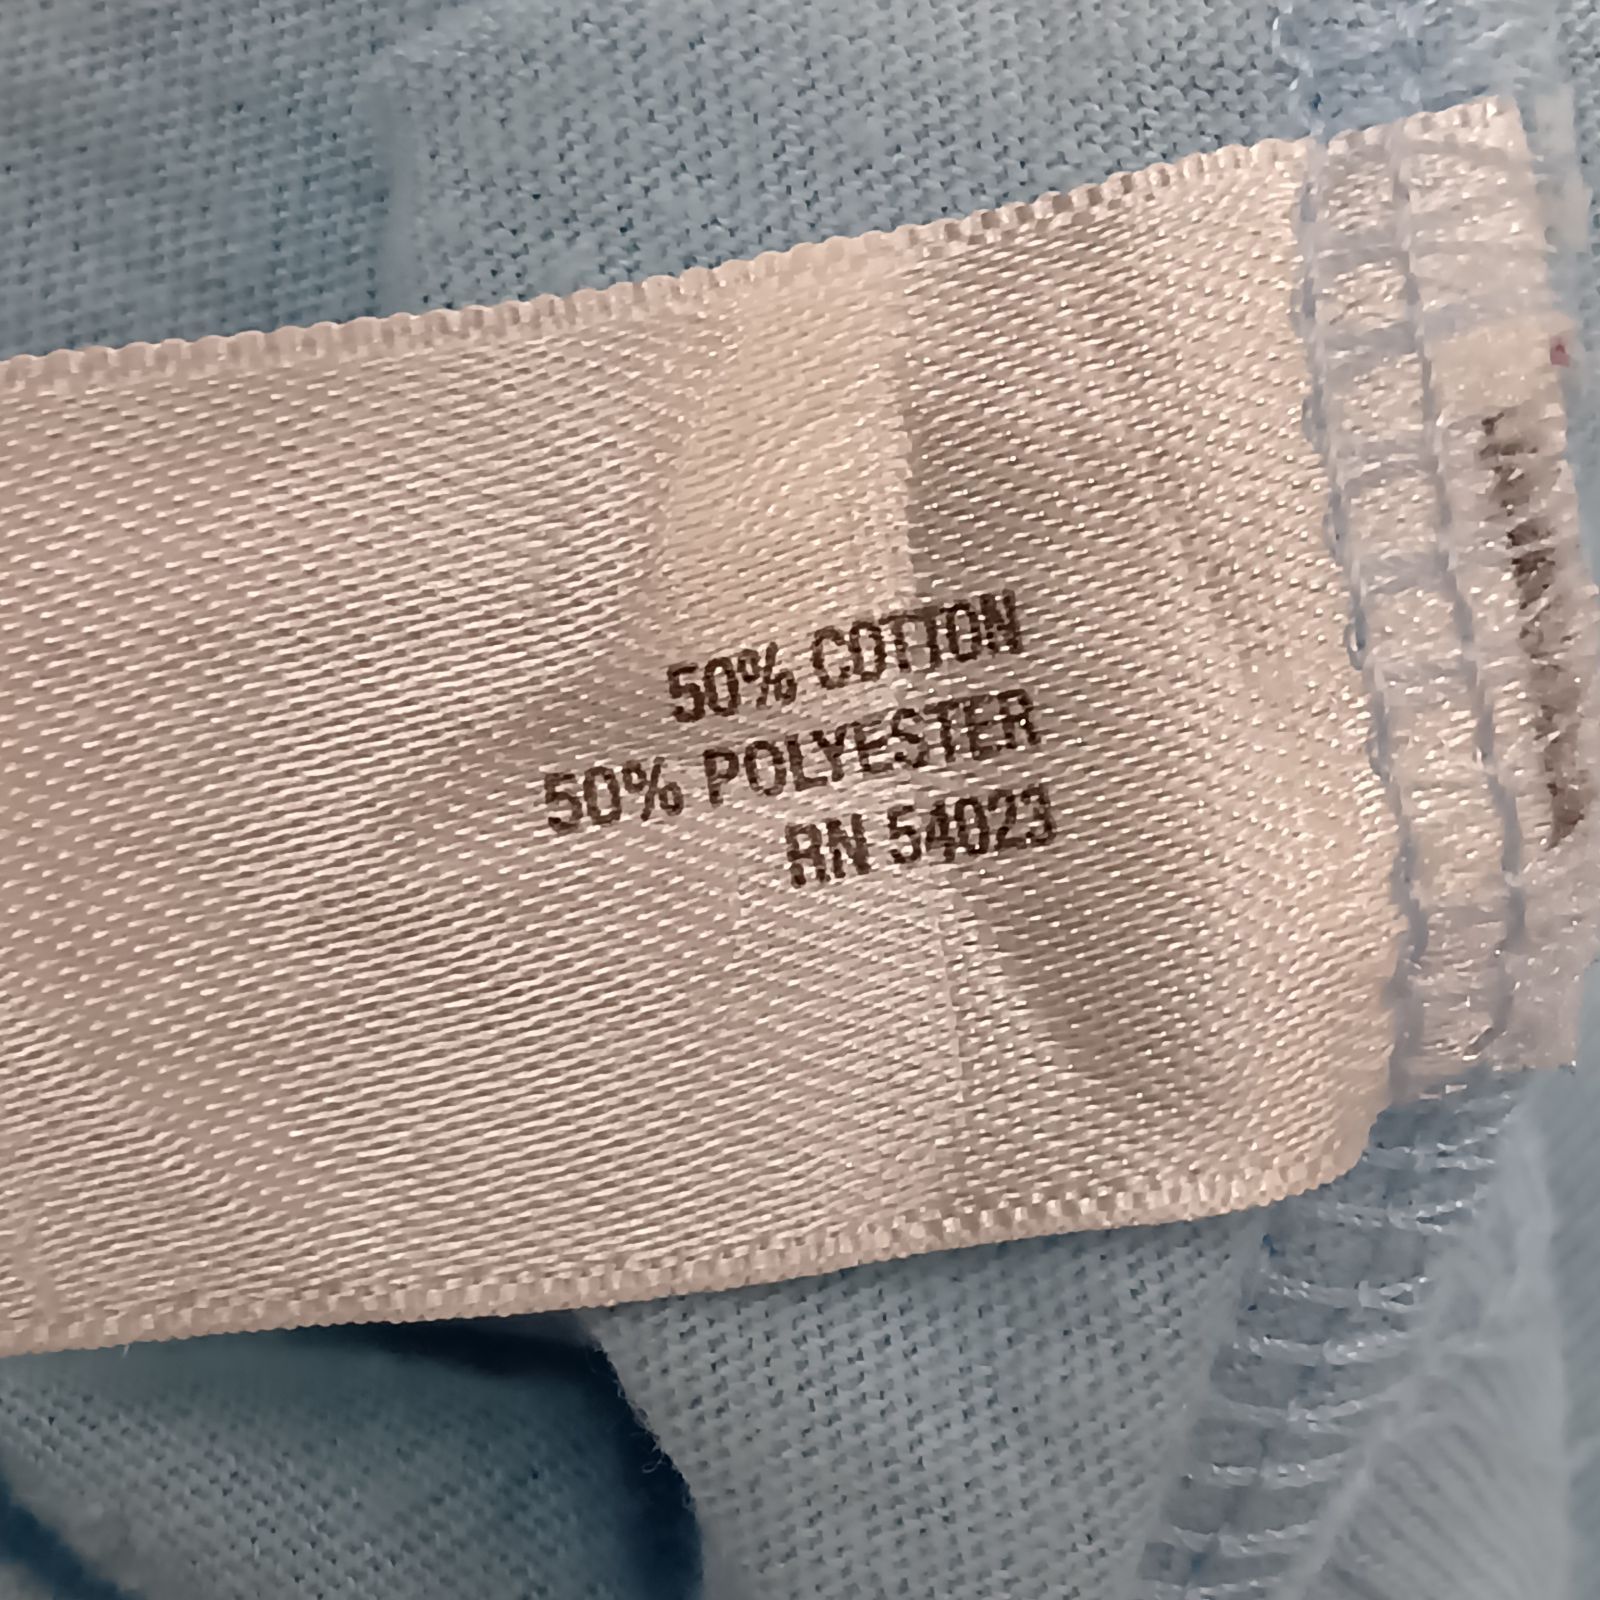 50% COTTON
50% POLYESTER
RN 54023